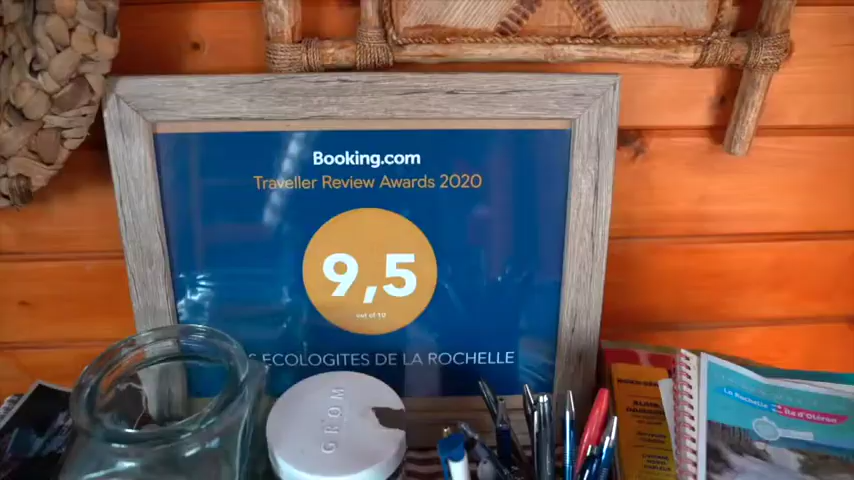 Booking.com
Traveller Review Awards 2020
9,5
out of 10
ECOLOGITES DE LA ROCHELLE
GROM
La Rochelle
Île d'Oléron